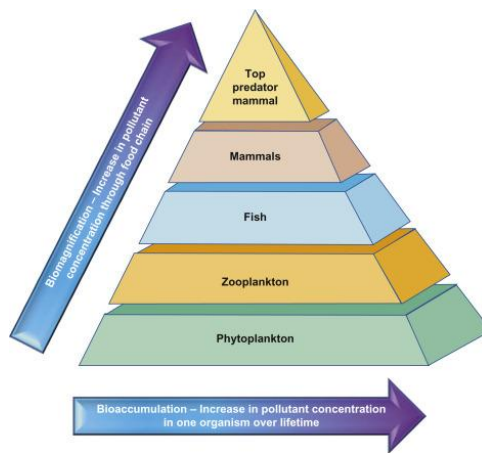 Top
predator
mammal
Mammals
Fish
Zooplankton
Phytoplankton
Biomagnification – Increase in pollutant
concentration through food chain
Bioaccumulation – Increase in pollutant concentration
in one organism over lifetime